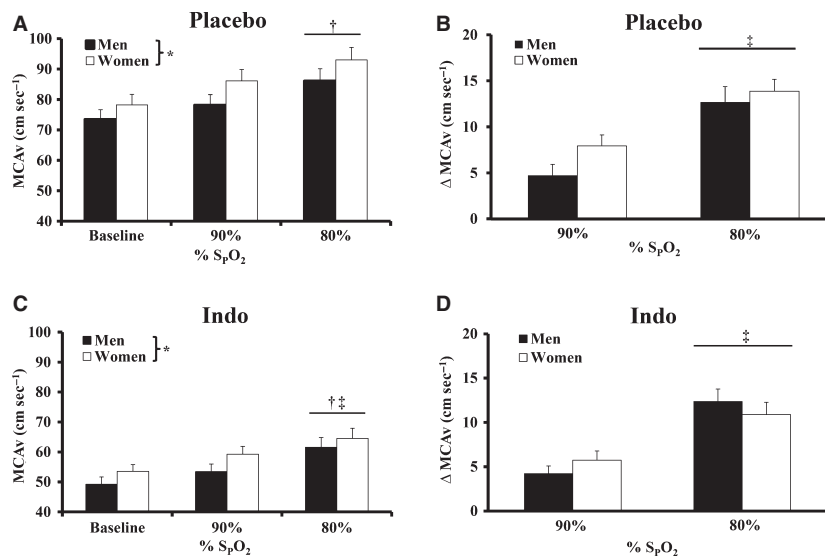 A
Placebo
MCAv (cm sec⁻¹)
100
90
80
70
60
50
40
Men
Women
*
†
Baseline
90%
80%
% SPO2
B
Placebo
Δ MCAv (cm sec⁻¹)
20
15
10
5
0
Men
Women
‡
90%
80%
% SPO2
C
Indo
MCAv (cm sec⁻¹)
100
90
80
70
60
50
40
Men
Women
*
†‡
Baseline
90%
80%
% SPO2
D
Indo
Δ MCAv (cm sec⁻¹)
20
15
10
5
0
Men
Women
‡
90%
80%
% SPO2